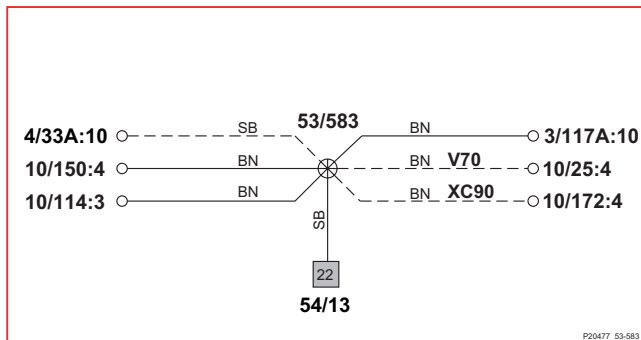 53/583
4/33A:10 SB BN 3/117A:10
10/150:4 BN BN V70 10/25:4
10/114:3 BN BN XC90 10/172:4
SB
22
54/13
P20477 53-583